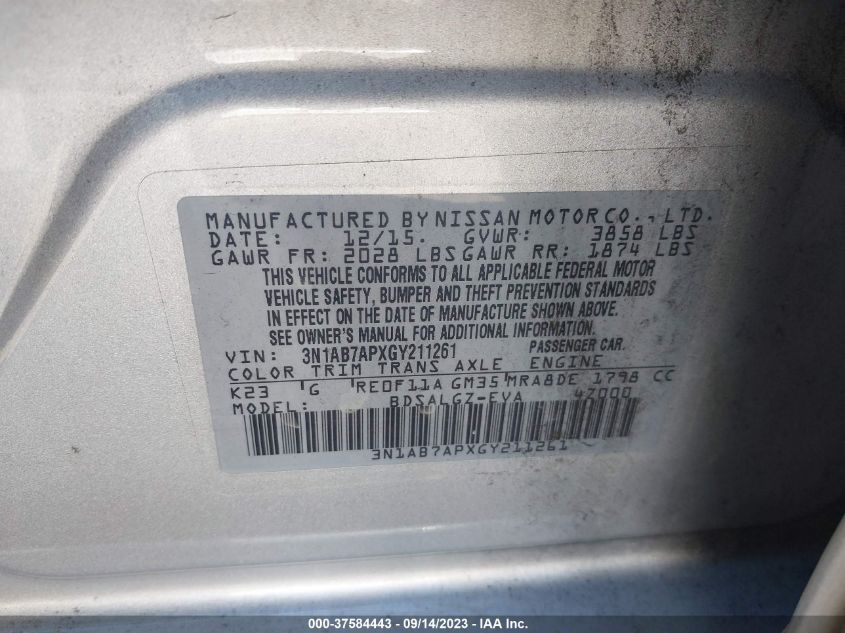 MANUFACTURED BY NISSAN MOTOR CO., LTD.
DATE: 12/15. GVWR: 3858 LBS
GAWR FR: 2028 LBS GAWR RR: 1874 LBS
THIS VEHICLE CONFORMS TO ALL APPLICABLE FEDERAL MOTOR
VEHICLE SAFETY, BUMPER AND THEFT PREVENTION STANDARDS
IN EFFECT ON THE DATE OF MANUFACTURE SHOWN ABOVE.
SEE OWNER'S MANUAL FOR ADDITIONAL INFORMATION.
VIN: 3N1AB7APXGY211261 PASSENGER CAR.
COLOR TRIM TRANS AXLE ENGINE
K23 G RE0F11A GM35 MRA8DE 1798 CC
MODEL: BDSALGZ-EVA 47000
3N1AB7APXGY211261
000-37584443 - 09/14/2023 - IAA Inc.